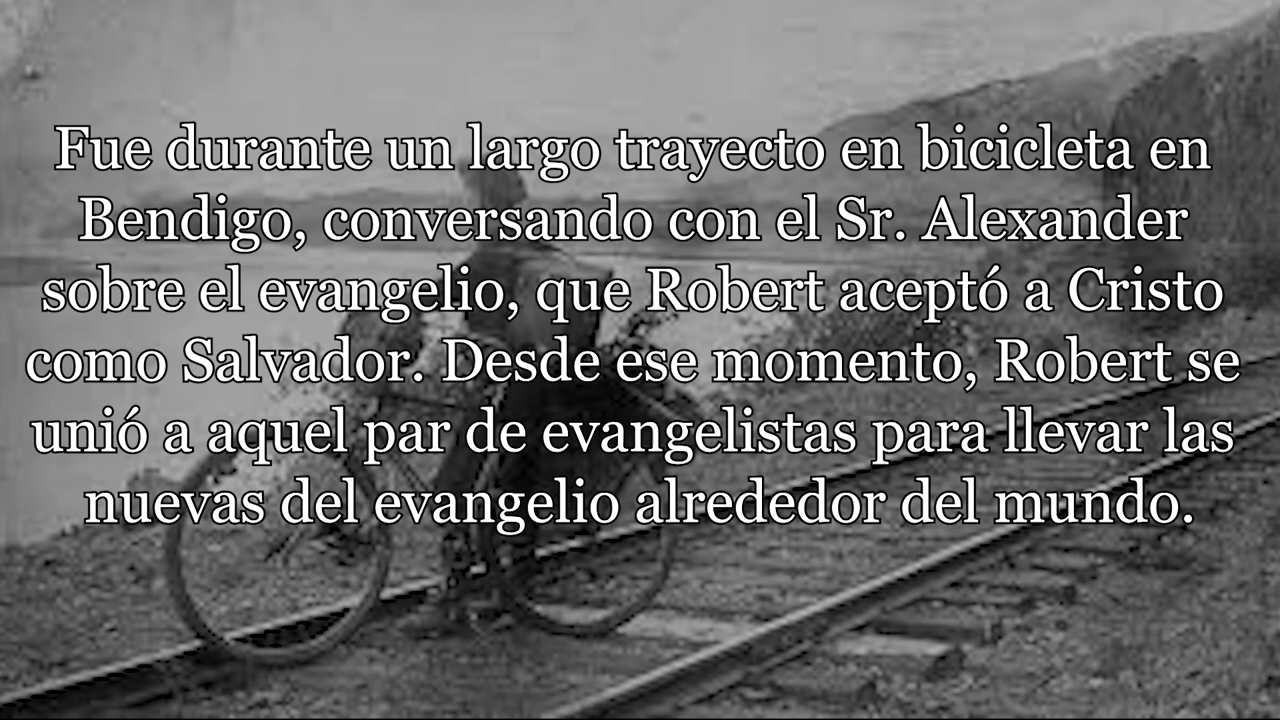 Fue durante un largo trayecto en bicicleta en
Bendigo, conversando con el Sr. Alexander
sobre el evangelio, que Robert aceptó a Cristo
como Salvador. Desde ese momento, Robert se
unió a aquel par de evangelistas para llevar las
nuevas del evangelio alrededor del mundo.